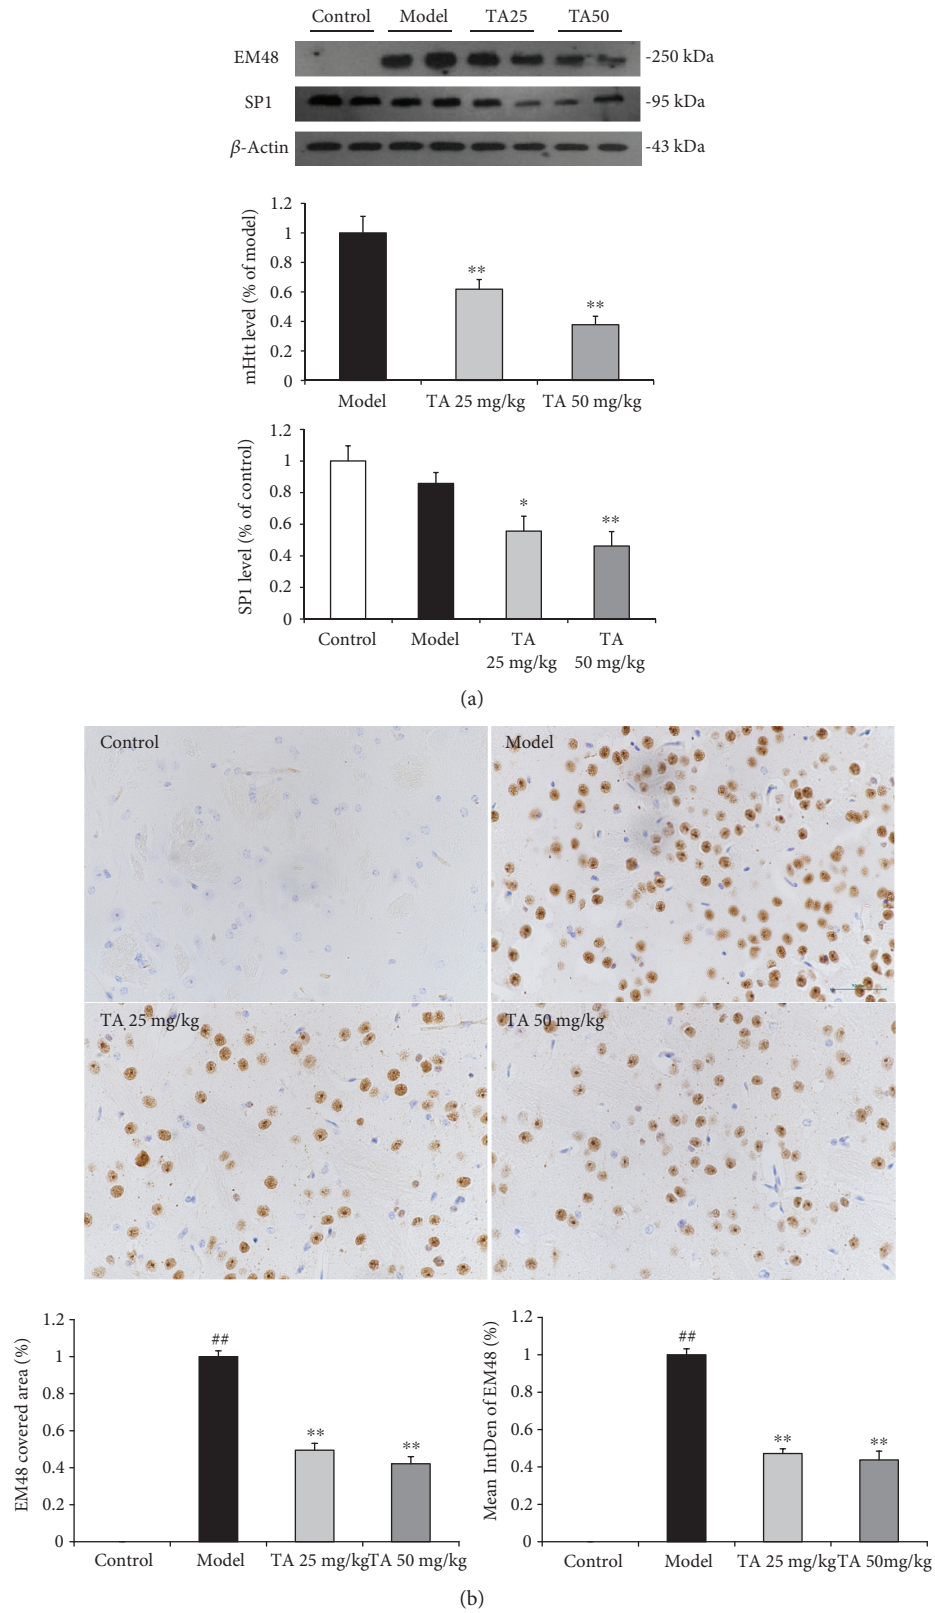 Control Model TA25 TA50
EM48 -250 kDa
SP1 -95 kDa
β-Actin -43 kDa
mHtt level (% of model)
1.2
1
0.8
0.6
0.4
0.2
0
**
**
Model TA 25 mg/kg TA 50 mg/kg
SP1 level (% of control)
1.2
1
0.8
0.6
0.4
0.2
0
*
**
Control Model TA TA
25 mg/kg 50 mg/kg
(a)
Control Model
TA 25 mg/kg TA 50 mg/kg
EM48 covered area (%)
1.2
1
0.8
0.6
0.4
0.2
0
##
**
**
Control Model TA 25 mg/kg TA 50 mg/kg
Mean IntDen of EM48 (%)
1.2
1
0.8
0.6
0.4
0.2
0
##
**
**
Control Model TA 25 mg/kg TA 50mg/kg
(b)